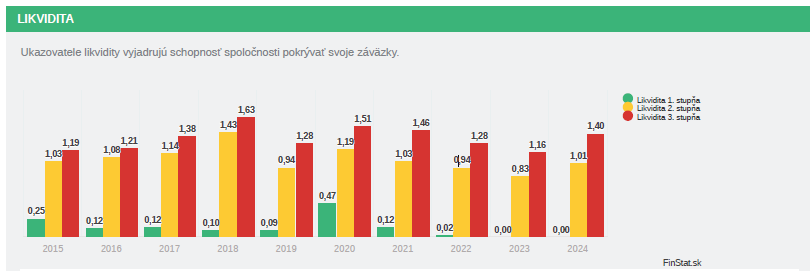 LIKVIDITA
Ukazovatele likvidity vyjadrujú schopnosť spoločnosti pokrývať svoje záväzky.
Likvidita 1. stupňa
Likvidita 2. stupňa
Likvidita 3. stupňa
0,25 1,03 1,19
0,12 1,08 1,21
0,12 1,14 1,38
0,10 1,43 1,63
0,09 0,94 1,28
0,47 1,19 1,51
0,12 1,03 1,46
0,02 0,94 1,28
0,00 0,83 1,16
0,00 1,01 1,40
2015 2016 2017 2018 2019 2020 2021 2022 2023 2024
FinStat.sk